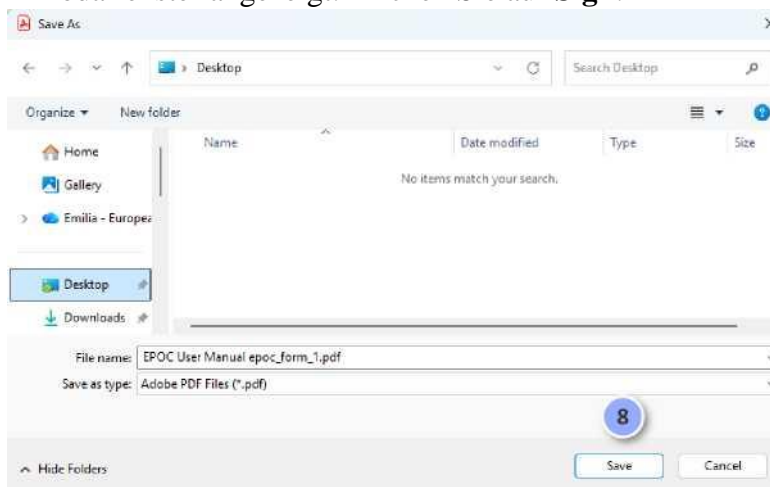 Save As
Desktop
Search Desktop
Organize New folder
Name Date modified Type Size
Home
No items match your search.
Gallery
Emilia - Europea
Desktop
Downloads
File name: EPOC User Manual epoc_form_1.pdf
Save as type: Adobe PDF Files (*.pdf)
8
Hide Folders Save Cancel